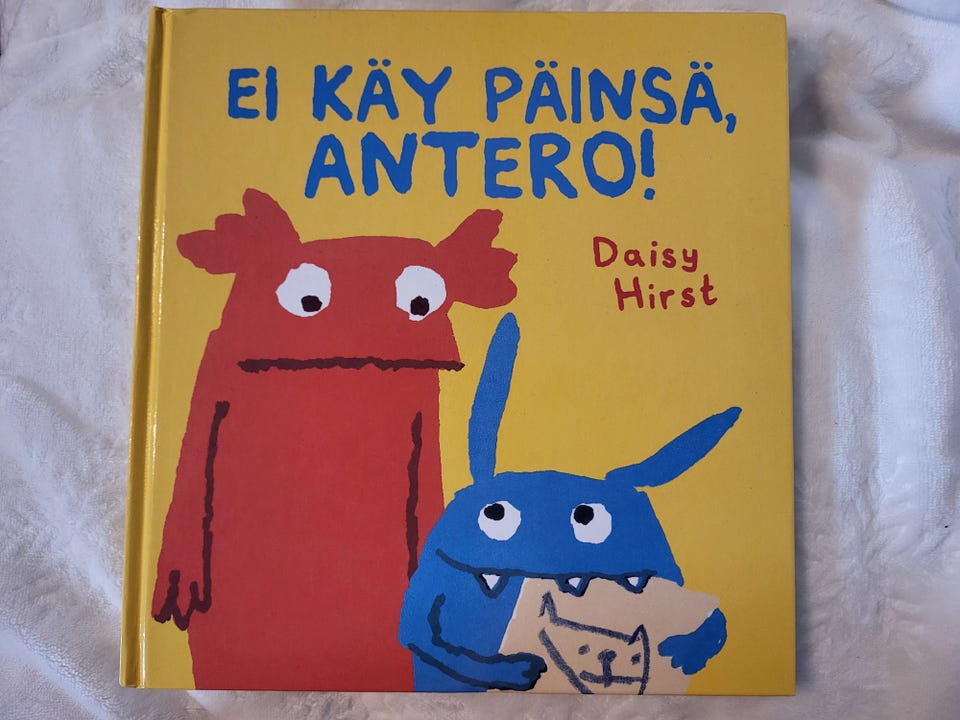 EI KÄY PÄINSÄ,
ANTERO!
Daisy
Hirst